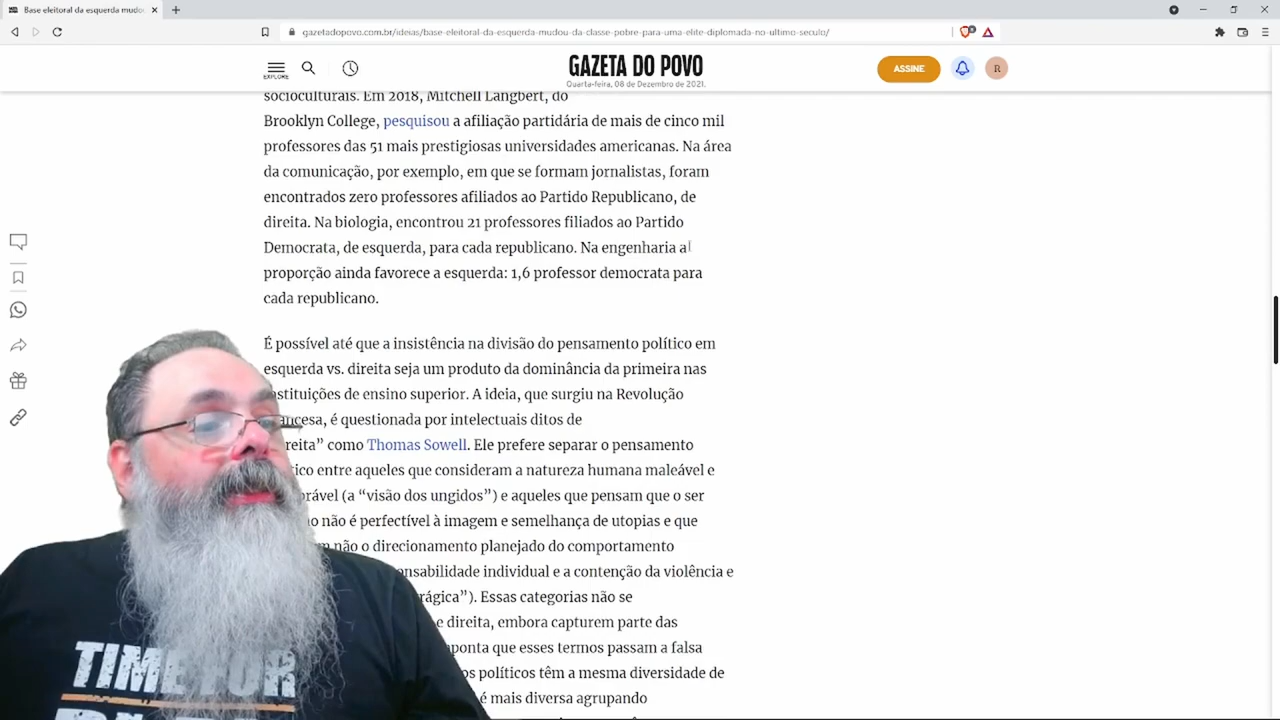 Base eleitoral da esquerda mudo
gazetadopovo.com.br/ideias/base-eleitoral-da-esquerda-mudou-da-classe-pobre-para-uma-elite-diplomada-no-ultimo-seculo/
EXPLORE
GAZETA DO POVO
Quarta-feira, 08 de Dezembro de 2021.
ASSINE
R
socioculturais. Em 2018, Mitchell Langbert, do
Brooklyn College, pesquisou a afiliação partidária de mais de cinco mil
professores das 51 mais prestigiosas universidades americanas. Na área
da comunicação, por exemplo, em que se formam jornalistas, foram
encontrados zero professores afiliados ao Partido Republicano, de
direita. Na biologia, encontrou 21 professores filiados ao Partido
Democrata, de esquerda, para cada republicano. Na engenharia a
proporção ainda favorece a esquerda: 1,6 professor democrata para
cada republicano.
É possível até que a insistência na divisão do pensamento político em
esquerda vs. direita seja um produto da dominância da primeira nas
instituições de ensino superior. A ideia, que surgiu na Revolução
Francesa, é questionada por intelectuais ditos de
"direita" como Thomas Sowell. Ele prefere separar o pensamento
político entre aqueles que consideram a natureza humana maleável e
(a “visão dos ungidos”) e aqueles que pensam que o ser
não é perfectível à imagem e semelhança de utopias e que
não o direcionamento planejado do comportamento
responsabilidade individual e a contenção da violência e
trágica”). Essas categorias não se
e direita, embora capturem parte das
aponta que esses termos passam a falsa
políticos têm a mesma diversidade de
é mais diversa agrupando
TIME FOR